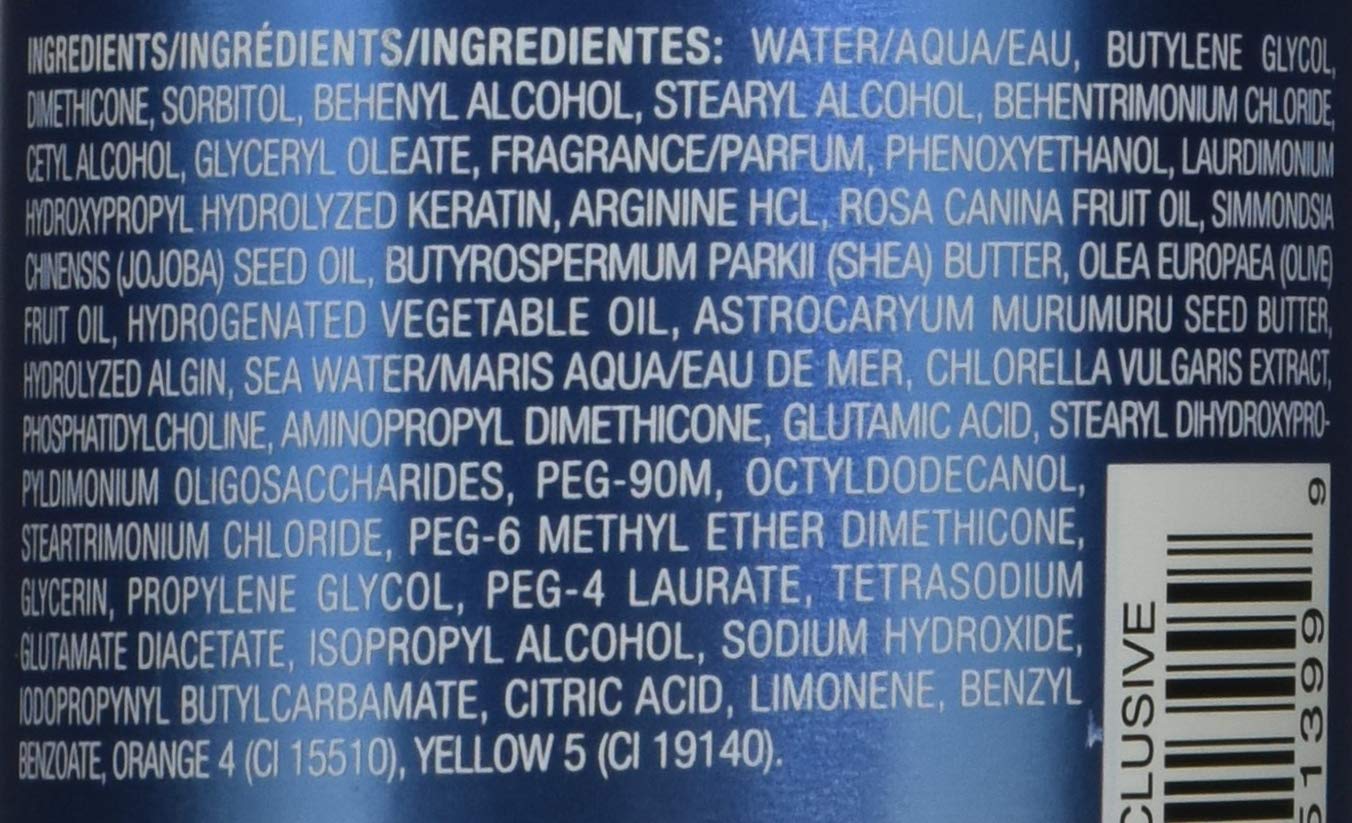 INGREDIENTS/INGRÉDIENTS/INGREDIENTES: WATER/AQUA/EAU, BUTYLENE GLYCOL,
DIMETHICONE, SORBITOL, BEHENYL ALCOHOL, STEARYL ALCOHOL, BEHENTRIMONIUM CHLORIDE,
CETYL ALCOHOL, GLYCERYL OLEATE, FRAGRANCE/PARFUM, PHENOXYETHANOL, LAURDIMONIUM
HYDROXYPROPYL HYDROLYZED KERATIN, ARGININE HCL, ROSA CANINA FRUIT OIL, SIMMONDSIA
CHINENSIS (JOJOBA) SEED OIL, BUTYROSPERMUM PARKII (SHEA) BUTTER, OLEA EUROPAEA (OLIVE)
FRUIT OIL, HYDROGENATED VEGETABLE OIL, ASTROCARYUM MURUMURU SEED BUTTER,
HYDROLYZED ALGIN, SEA WATER/MARIS AQUA/EAU DE MER, CHLORELLA VULGARIS EXTRACT,
PHOSPHATIDYLCHOLINE, AMINOPROPYL DIMETHICONE, GLUTAMIC ACID, STEARYL DIHYDROXYPRO-
PYLDIMONIUM OLIGOSACCHARIDES, PEG-90M, OCTYLDODECANOL,
STEARTRIMONIUM CHLORIDE, PEG-6 METHYL ETHER DIMETHICONE,
GLYCERIN, PROPYLENE GLYCOL, PEG-4 LAURATE, TETRASODIUM
GLUTAMATE DIACETATE, ISOPROPYL ALCOHOL, SODIUM HYDROXIDE,
IODOPROPYNYL BUTYLCARBAMATE, CITRIC ACID, LIMONENE, BENZYL
BENZOATE, ORANGE 4 (CI 15510), YELLOW 5 (CI 19140).
CLUSIVE
51399 9